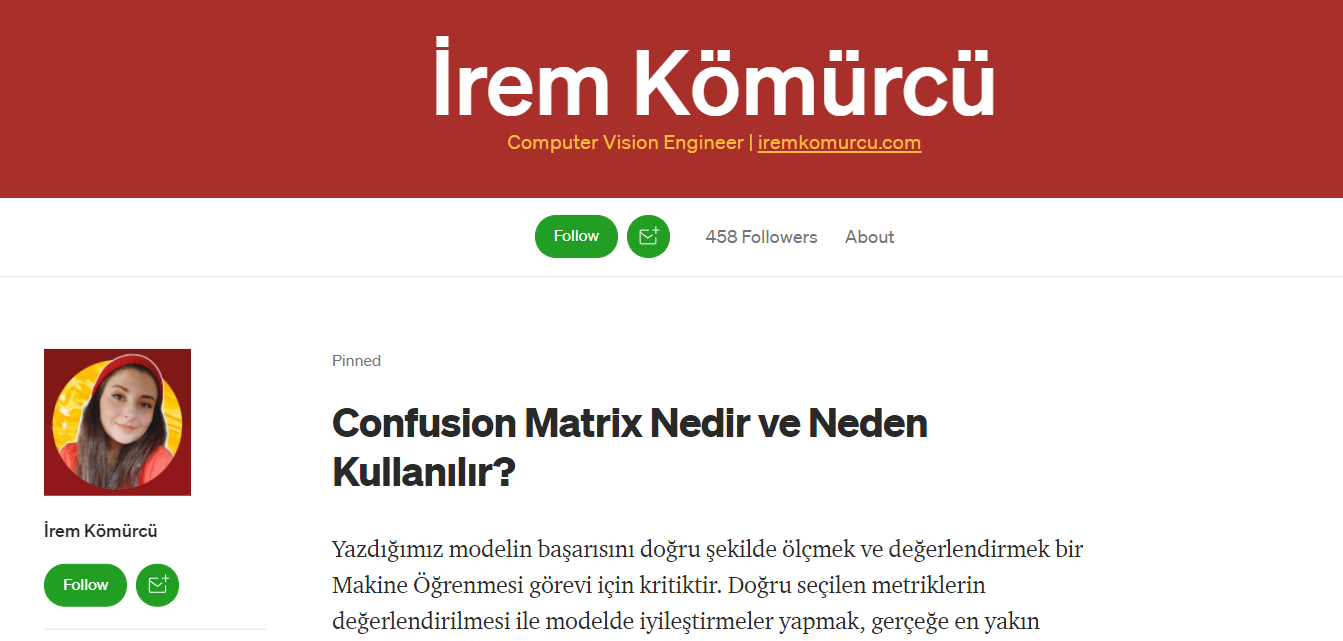 İrem Kömürcü
Computer Vision Engineer | iremkomurcu.com
Follow
458 Followers
About
Pinned
Confusion Matrix Nedir ve Neden
Kullanılır?
Yazdığımız modelin başarısını doğru şekilde ölçmek ve değerlendirmek bir
Makine Öğrenmesi görevi için kritiktir. Doğru seçilen metriklerin
değerlendirilmesi ile modelde iyileştirmeler yapmak, gerçeğe en yakın
İrem Kömürcü
Follow